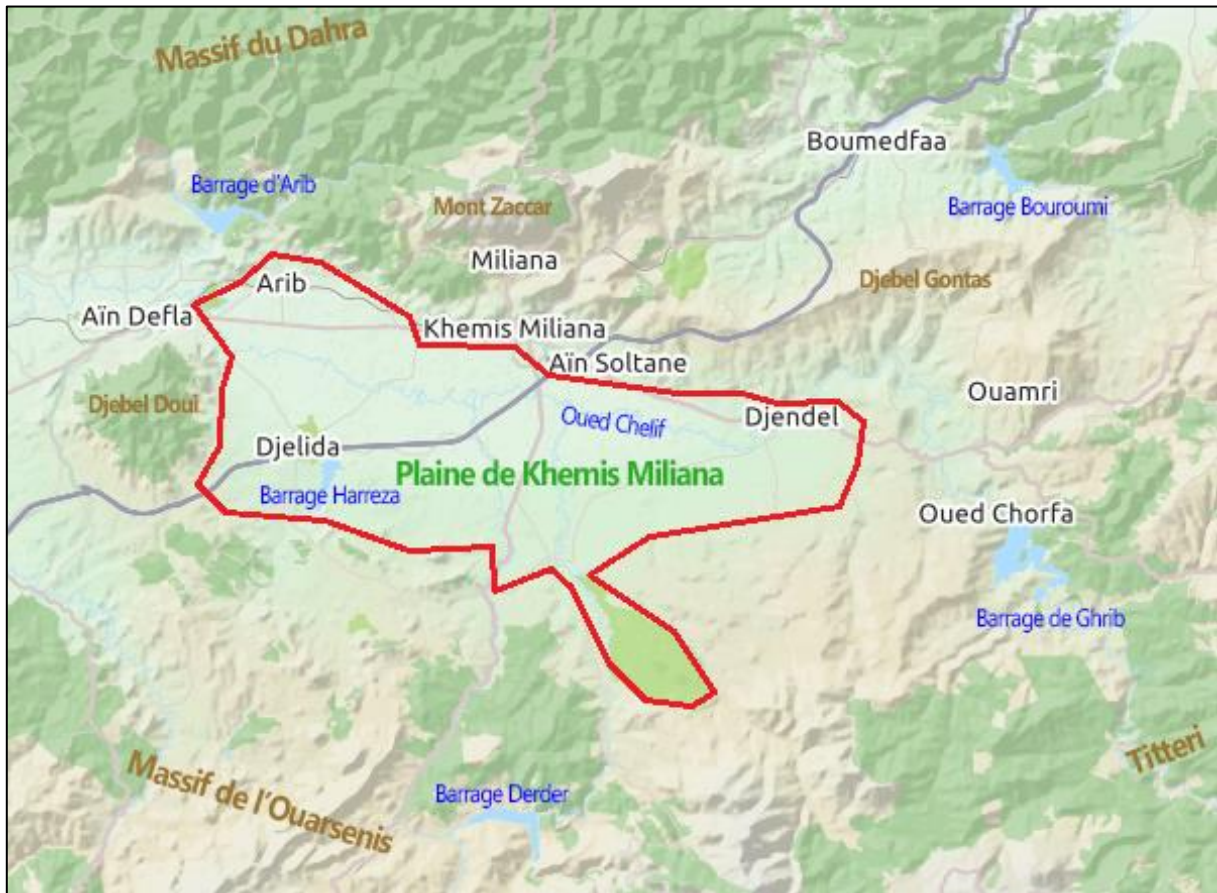 Massif du Dahra
Boumedfaa
Barrage d'Arib
Mont Zaccar
Barrage Bouroumi
Miliana
Djebel Gontas
Arib
Aïn Defla
Khemis Miliana
Aïn Soltane
Ouamri
Djebel Doui
Djendel
Oued Chelif
Djelida
Plaine de Khemis Miliana
Barrage Harreza
Oued Chorfa
Barrage de Ghrib
Titteri
Massif de l'Ouarsenis
Barrage Derder